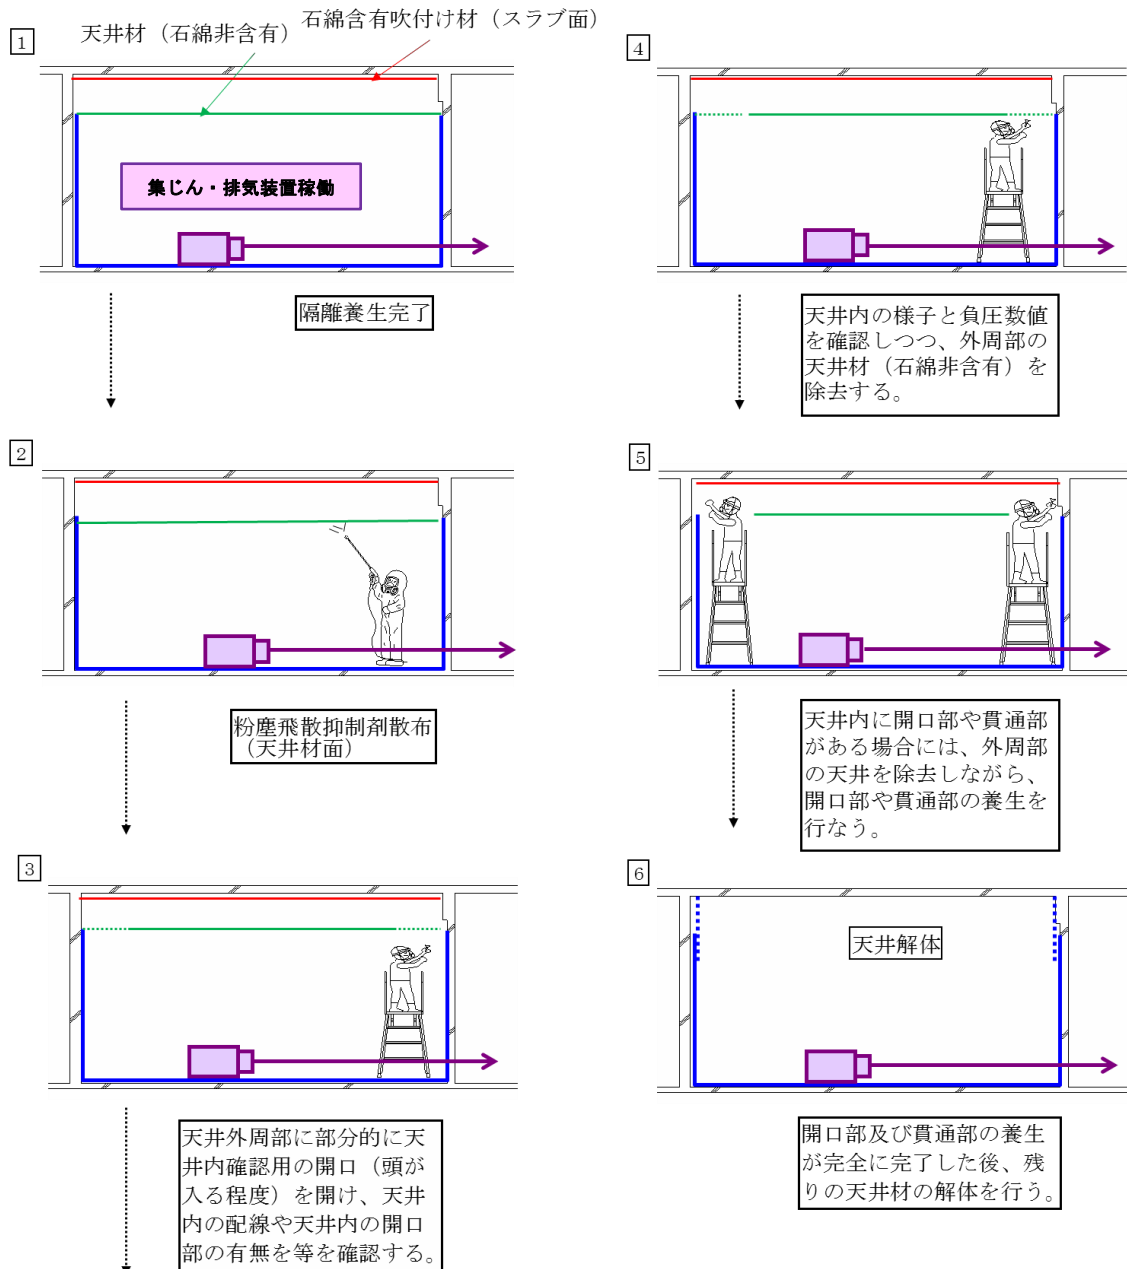 1
天井材（石綿非含有）
石綿含有吹付け材（スラブ面）
集じん・排気装置稼働
隔離養生完了
2
粉塵飛散抑制剤散布
（天井材面）
3
天井外周部に部分的に天
井内確認用の開口（頭が
入る程度）を開け、天井
内の配線や天井内の開口
部の有無を等を確認する。
4
天井内の様子と負圧数値
を確認しつつ、外周部の
天井材（石綿非含有）を
除去する。
5
天井内に開口部や貫通部
がある場合には、外周部
の天井を除去しながら、
開口部や貫通部の養生を
行なう。
6
天井解体
開口部及び貫通部の養生
が完全に完了した後、残
りの天井材の解体を行う。